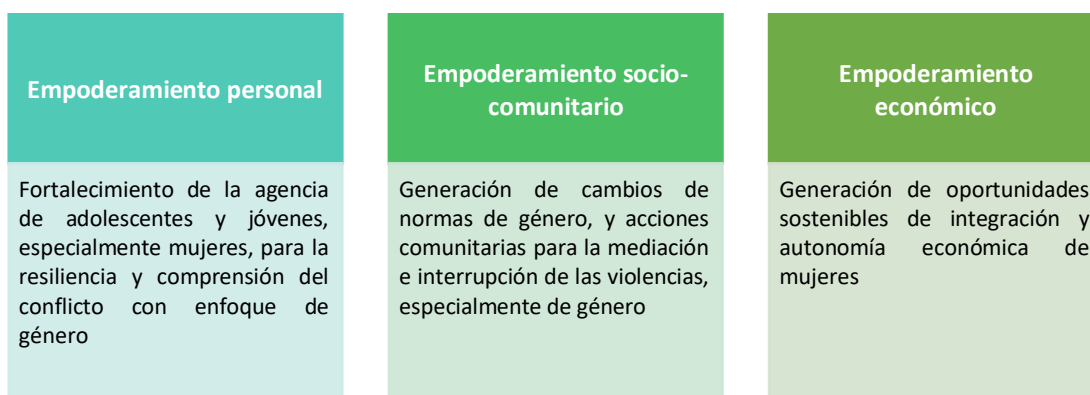 Empoderamiento personal
Fortalecimiento de la agencia
de adolescentes y jóvenes,
especialmente mujeres, para la
resiliencia y comprensión del
conflicto con enfoque de
género
Empoderamiento socio-
comunitario
Generación de cambios de
normas de género, y acciones
comunitarias para la mediación
e interrupción de las violencias,
especialmente de género
Empoderamiento
económico
Generación de oportunidades
sostenibles de integración y
autonomía económica de
mujeres